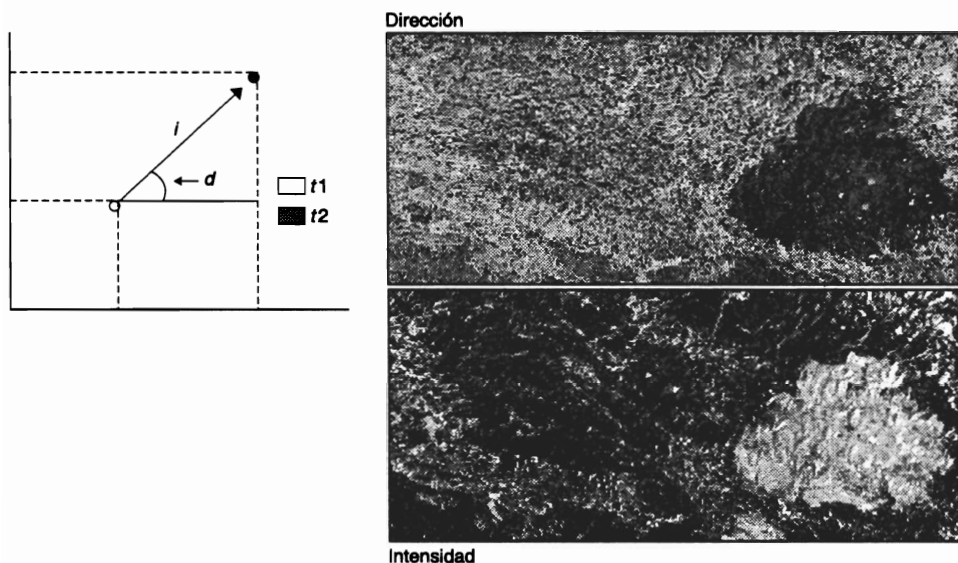 Dirección
i
d
t1
t2
Intensidad